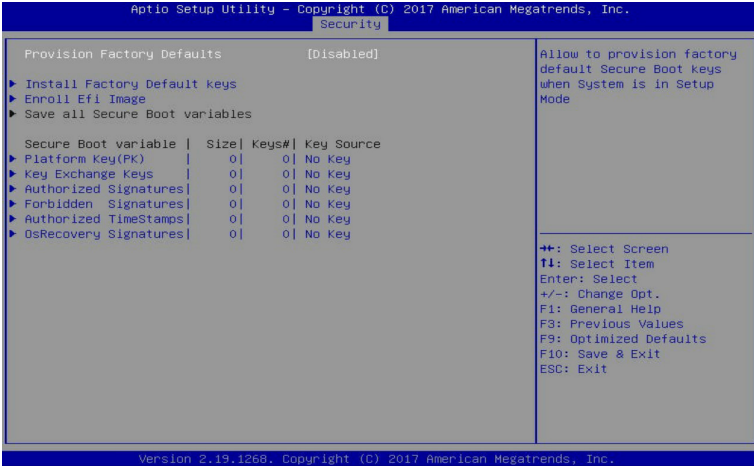 Aptio Setup Utility – Copyright (C) 2017 American Megatrends, Inc.
Security
Provision Factory Defaults [Disabled]
▶ Install Factory Default keys
▶ Enroll Efi Image
▶ Save all Secure Boot variables
Secure Boot variable | Size| Keys#| Key Source
▶ Platform Key(PK) | 0| 0| No Key
▶ Key Exchange Keys | 0| 0| No Key
▶ Authorized Signatures| 0| 0| No Key
▶ Forbidden Signatures| 0| 0| No Key
▶ Authorized TimeStamps| 0| 0| No Key
▶ OsRecovery Signatures| 0| 0| No Key
Allow to provision factory
default Secure Boot keys
when System is in Setup
Mode
→←: Select Screen
↑↓: Select Item
Enter: Select
+/-: Change Opt.
F1: General Help
F3: Previous Values
F9: Optimized Defaults
F10: Save & Exit
ESC: Exit
Version 2.19.1268. Copyright (C) 2017 American Megatrends, Inc.